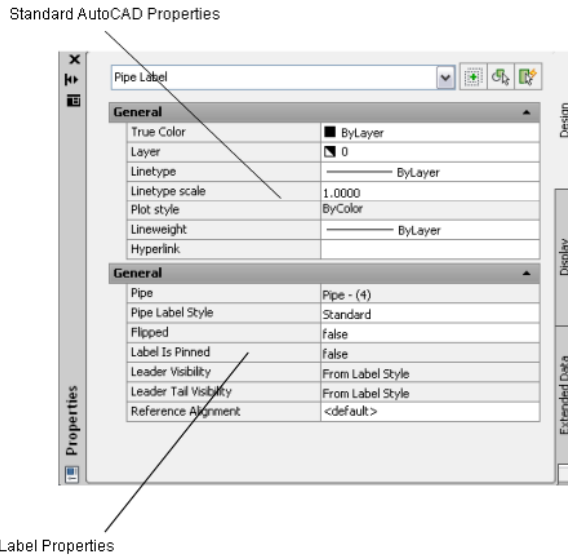 Standard AutoCAD Properties
Pipe Label
General
True Color ByLayer
Layer 0
Linetype ByLayer
Linetype scale 1.0000
Plot style ByColor
Lineweight ByLayer
Hyperlink
General
Pipe Pipe - (4)
Pipe Label Style Standard
Flipped false
Label Is Pinned false
Leader Visibility From Label Style
Leader Tail Visibility From Label Style
Reference Alignment <default>
Properties
Design
Display
Extended Data
Label Properties